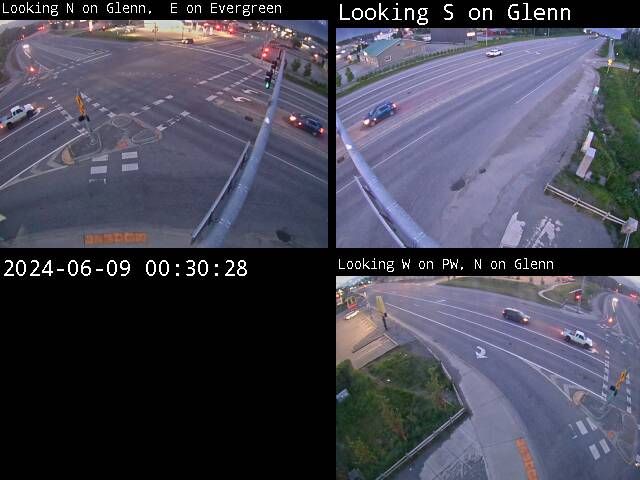 Looking N on Glenn,  E on Evergreen
Looking S on Glenn
2024-06-09 00:30:28
Looking W on PW, N on Glenn